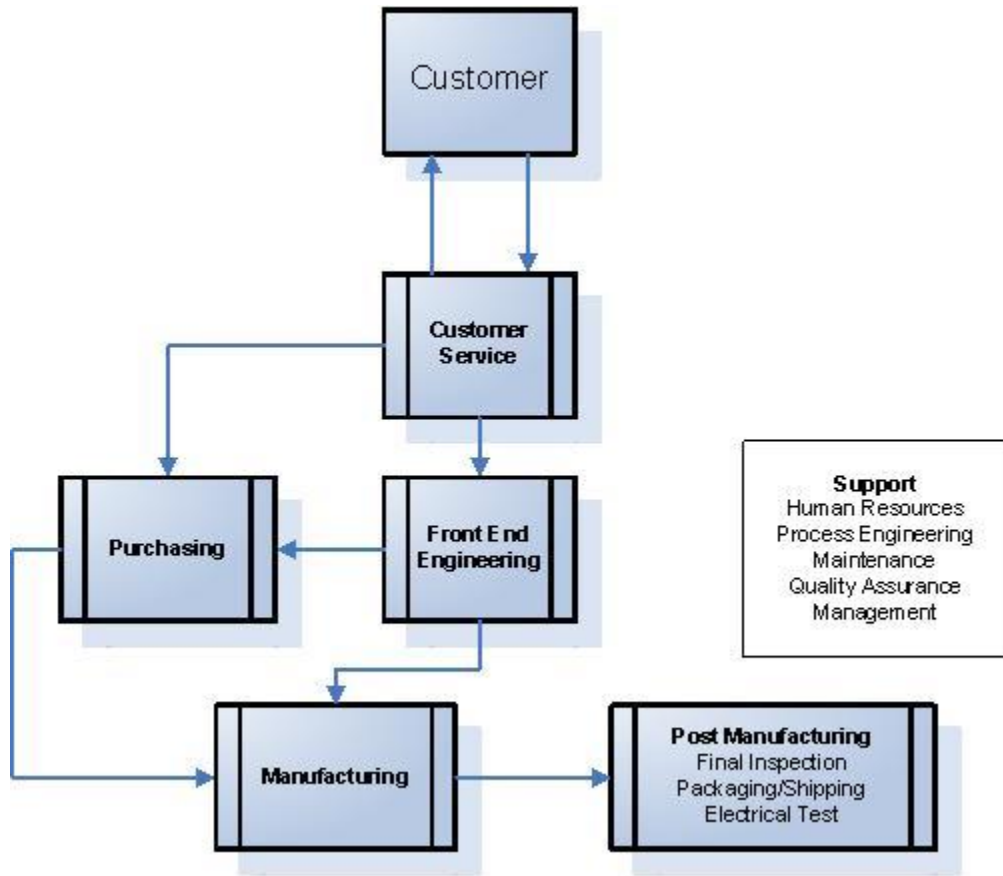 Customer
Customer
Service
Purchasing
Front End
Engineering
Support
Human Resources
Process Engineering
Maintenance
Quality Assurance
Management
Manufacturing
Post Manufacturing
Final Inspection
Packaging/Shipping
Electrical Test